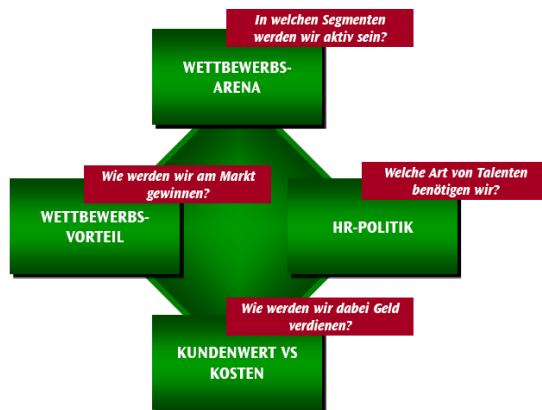 In welchen Segmenten
werden wir aktiv sein?
WETTBEWERBS-
ARENA
Wie werden wir am Markt
gewinnen?
WETTBEWERBS-
VORTEIL
Welche Art von Talenten
benötigen wir?
HR-POLITIK
Wie werden wir dabei Geld
verdienen?
KUNDENWERT VS
KOSTEN